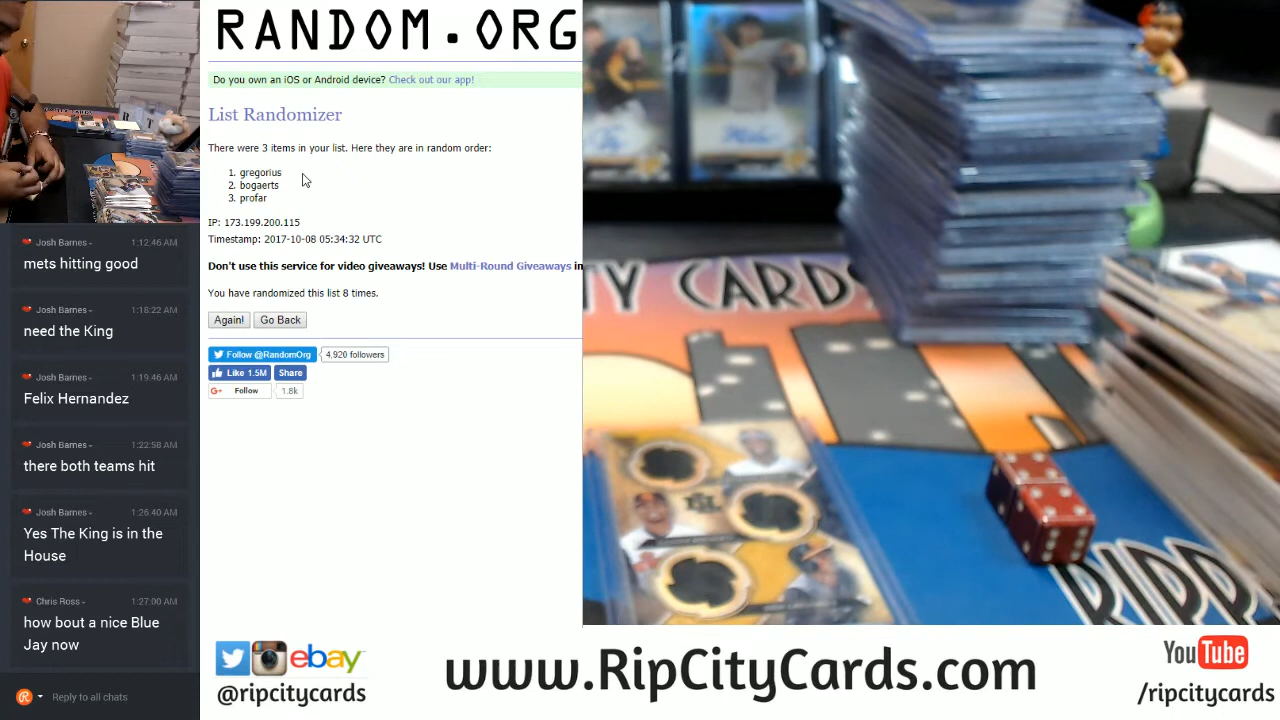 RANDOM.ORG
Do you own an iOS or Android device? Check out our app!
List Randomizer
There were 3 items in your list. Here they are in random order:
1. gregorius
2. bogaerts
3. profar
IP: 173.199.200.115
Timestamp: 2017-10-08 05:34:32 UTC
Don't use this service for video giveaways! Use Multi-Round Giveaways in
You have randomized this list 8 times.
Again! Go Back
Follow @RandomOrg 4,920 followers
Like 1.5M Share
G+ Follow 1.8k
Josh Barnes 1:12:46 AM
mets hitting good
Josh Barnes 1:18:22 AM
need the King
Josh Barnes 1:19:46 AM
Felix Hernandez
Josh Barnes 1:22:58 AM
there both teams hit
Josh Barnes 1:26:40 AM
Yes The King is in the
House
Chris Ross 1:27:00 AM
how bout a nice Blue
Jay now
Reply to all chats
TY CARDS
RIPP
ebay
@ripcitycards
www.RipCityCards.com
YouTube
/ripcitycards